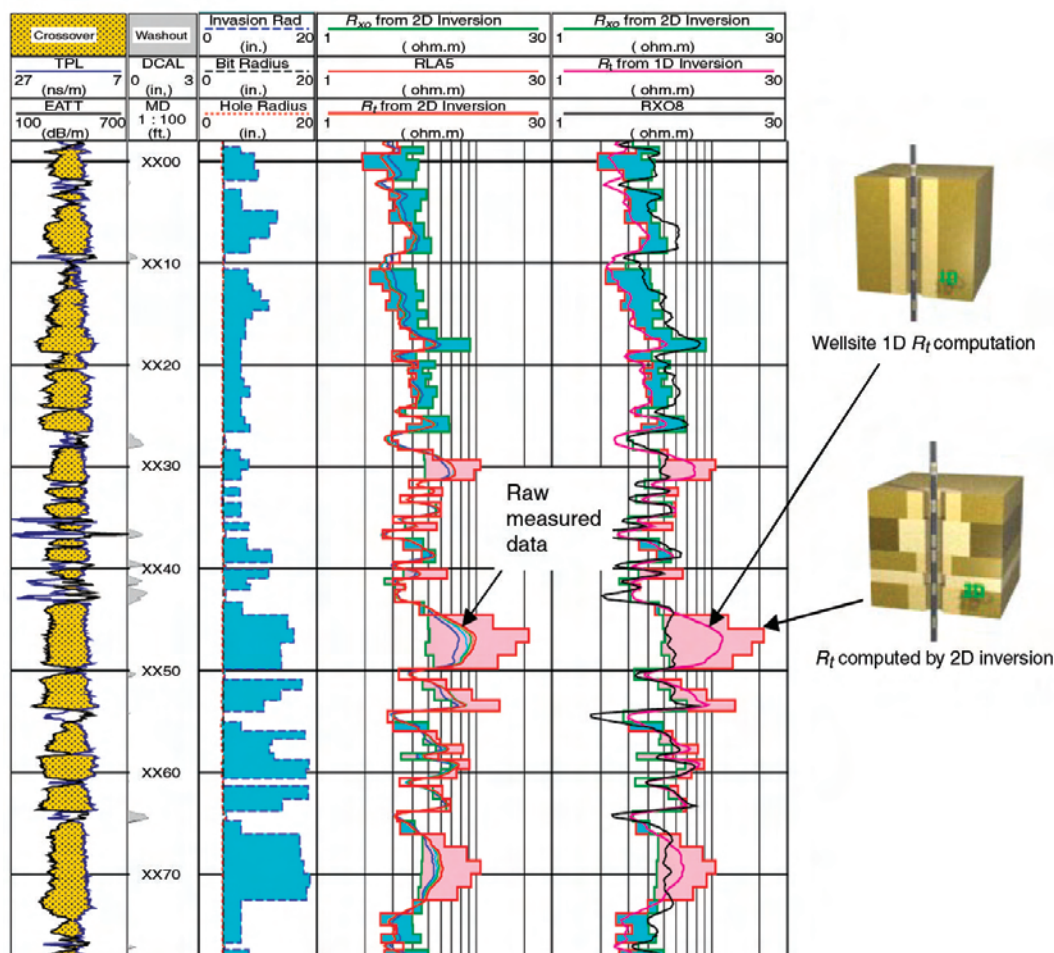 Crossover
Washout
Invasion Rad
0 20
(in.)
Rxo from 2D Inversion
1 30
( ohm.m)
Rxo from 2D Inversion
1 30
( ohm.m)
TPL
27 7
(ns/m)
DCAL
0 3
(in,)
Bit Radius
0 20
(in.)
RLA5
1 30
( ohm.m)
Rt from 1D Inversion
1 30
( ohm.m)
EATT
100 700
(dB/m)
MD
1 : 100
(ft.)
Hole Radius
0 20
(in.)
Rt from 2D Inversion
1 30
( ohm.m)
RXO8
1 30
( ohm.m)
XX00
XX10
XX20
XX30
XX40
XX50
XX60
XX70
Raw
measured
data
1D
Wellsite 1D Rt computation
2D
Rt computed by 2D inversion